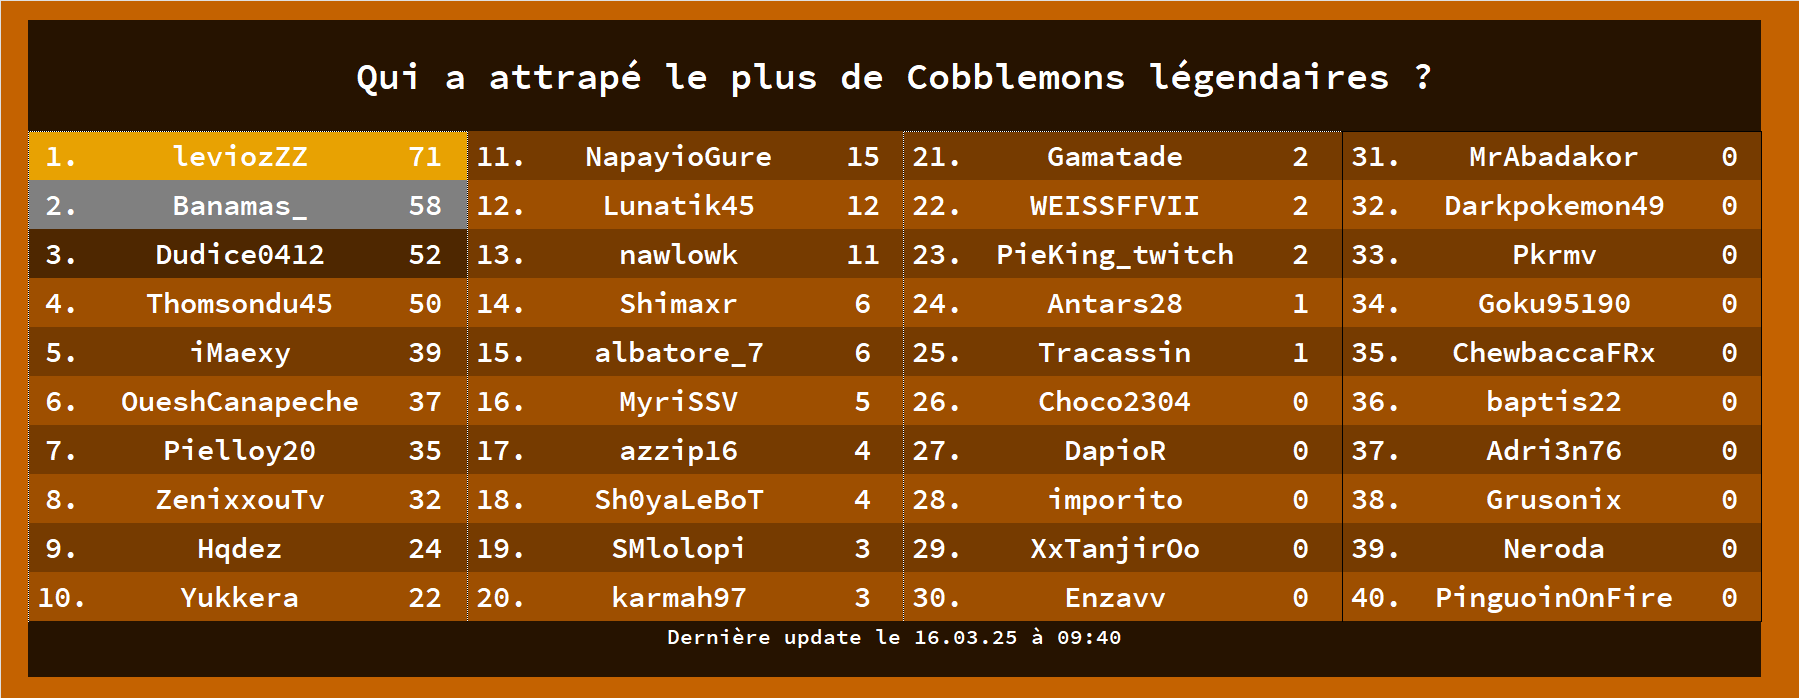 Qui a attrapé le plus de Cobblemons légendaires ?
1. leviozZZ 71 11. NapayioGure 15 21. Gamatade 2 31. MrAbadakor 0
2. Banamas_ 58 12. Lunatik45 12 22. WEISSFFVII 2 32. Darkpokemon49 0
3. Dudice0412 52 13. nawlowk 11 23. PieKing_twitch 2 33. Pkrmv 0
4. Thomsondu45 50 14. Shimaxr 6 24. Antars28 1 34. Goku95190 0
5. iMaexy 39 15. albatore_7 6 25. Tracassin 1 35. ChewbaccaFRx 0
6. OueshCanapeche 37 16. MyriSSV 5 26. Choco2304 0 36. baptis22 0
7. Pielloy20 35 17. azzip16 4 27. DapioR 0 37. Adri3n76 0
8. ZenixxouTv 32 18. Sh0yaLeBoT 4 28. imporito 0 38. Grusonix 0
9. Hqdez 24 19. SMlolopi 3 29. XxTanjirOo 0 39. Neroda 0
10. Yukkera 22 20. karmah97 3 30. Enzavv 0 40. PinguoinOnFire 0
Dernière update le 16.03.25 à 09:40